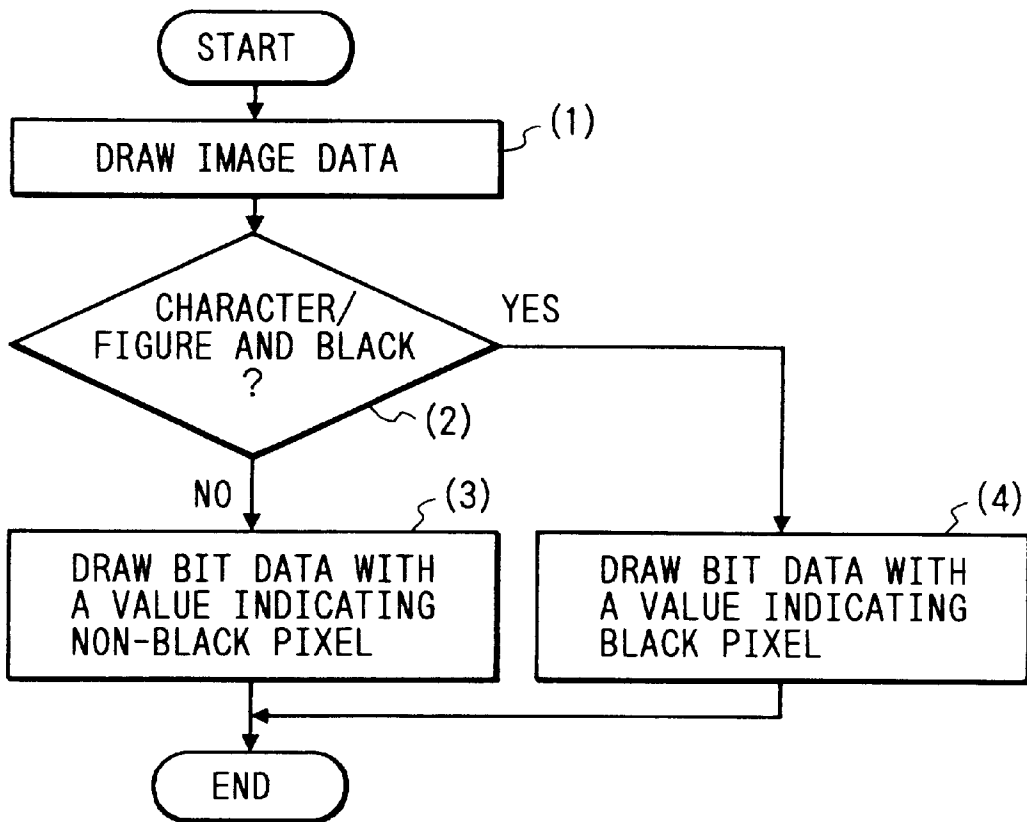 START
(1)
DRAW IMAGE DATA
CHARACTER/
FIGURE AND BLACK
?
YES
(2)
NO
(3)
DRAW BIT DATA WITH
A VALUE INDICATING
NON-BLACK PIXEL
(4)
DRAW BIT DATA WITH
A VALUE INDICATING
BLACK PIXEL
END